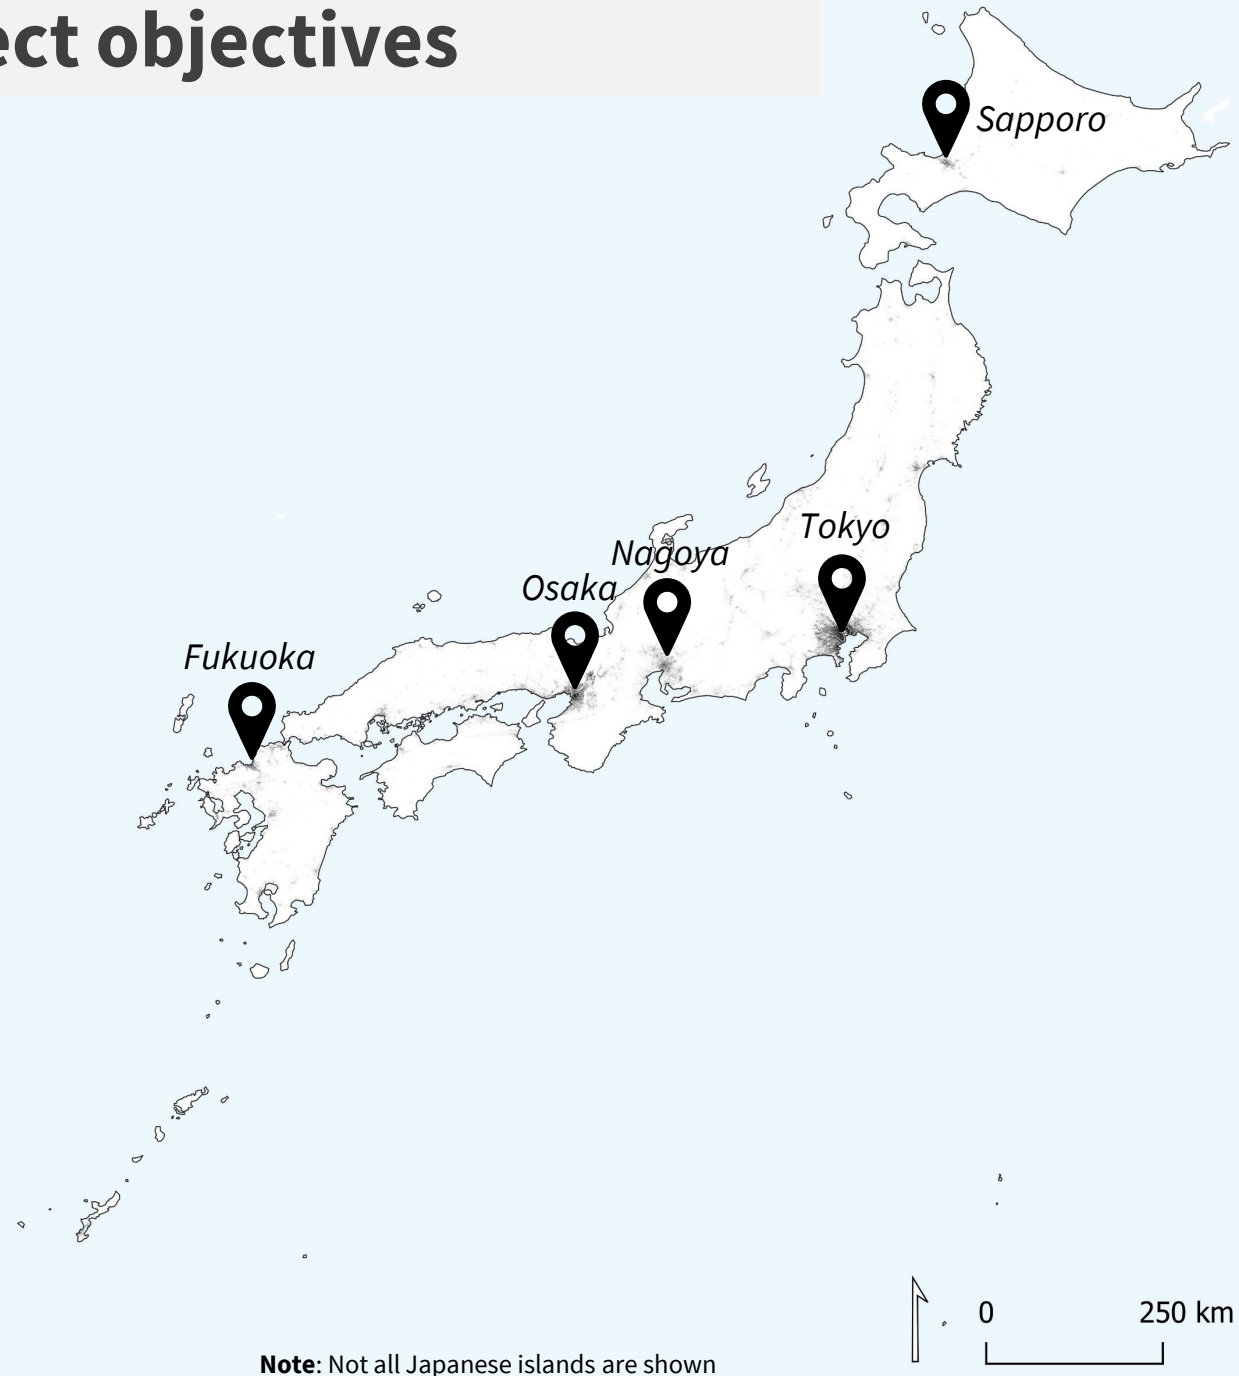 ect objectives
Sapporo
Tokyo
Nagoya
Osaka
Fukuoka
0 250 km
Note: Not all Japanese islands are shown